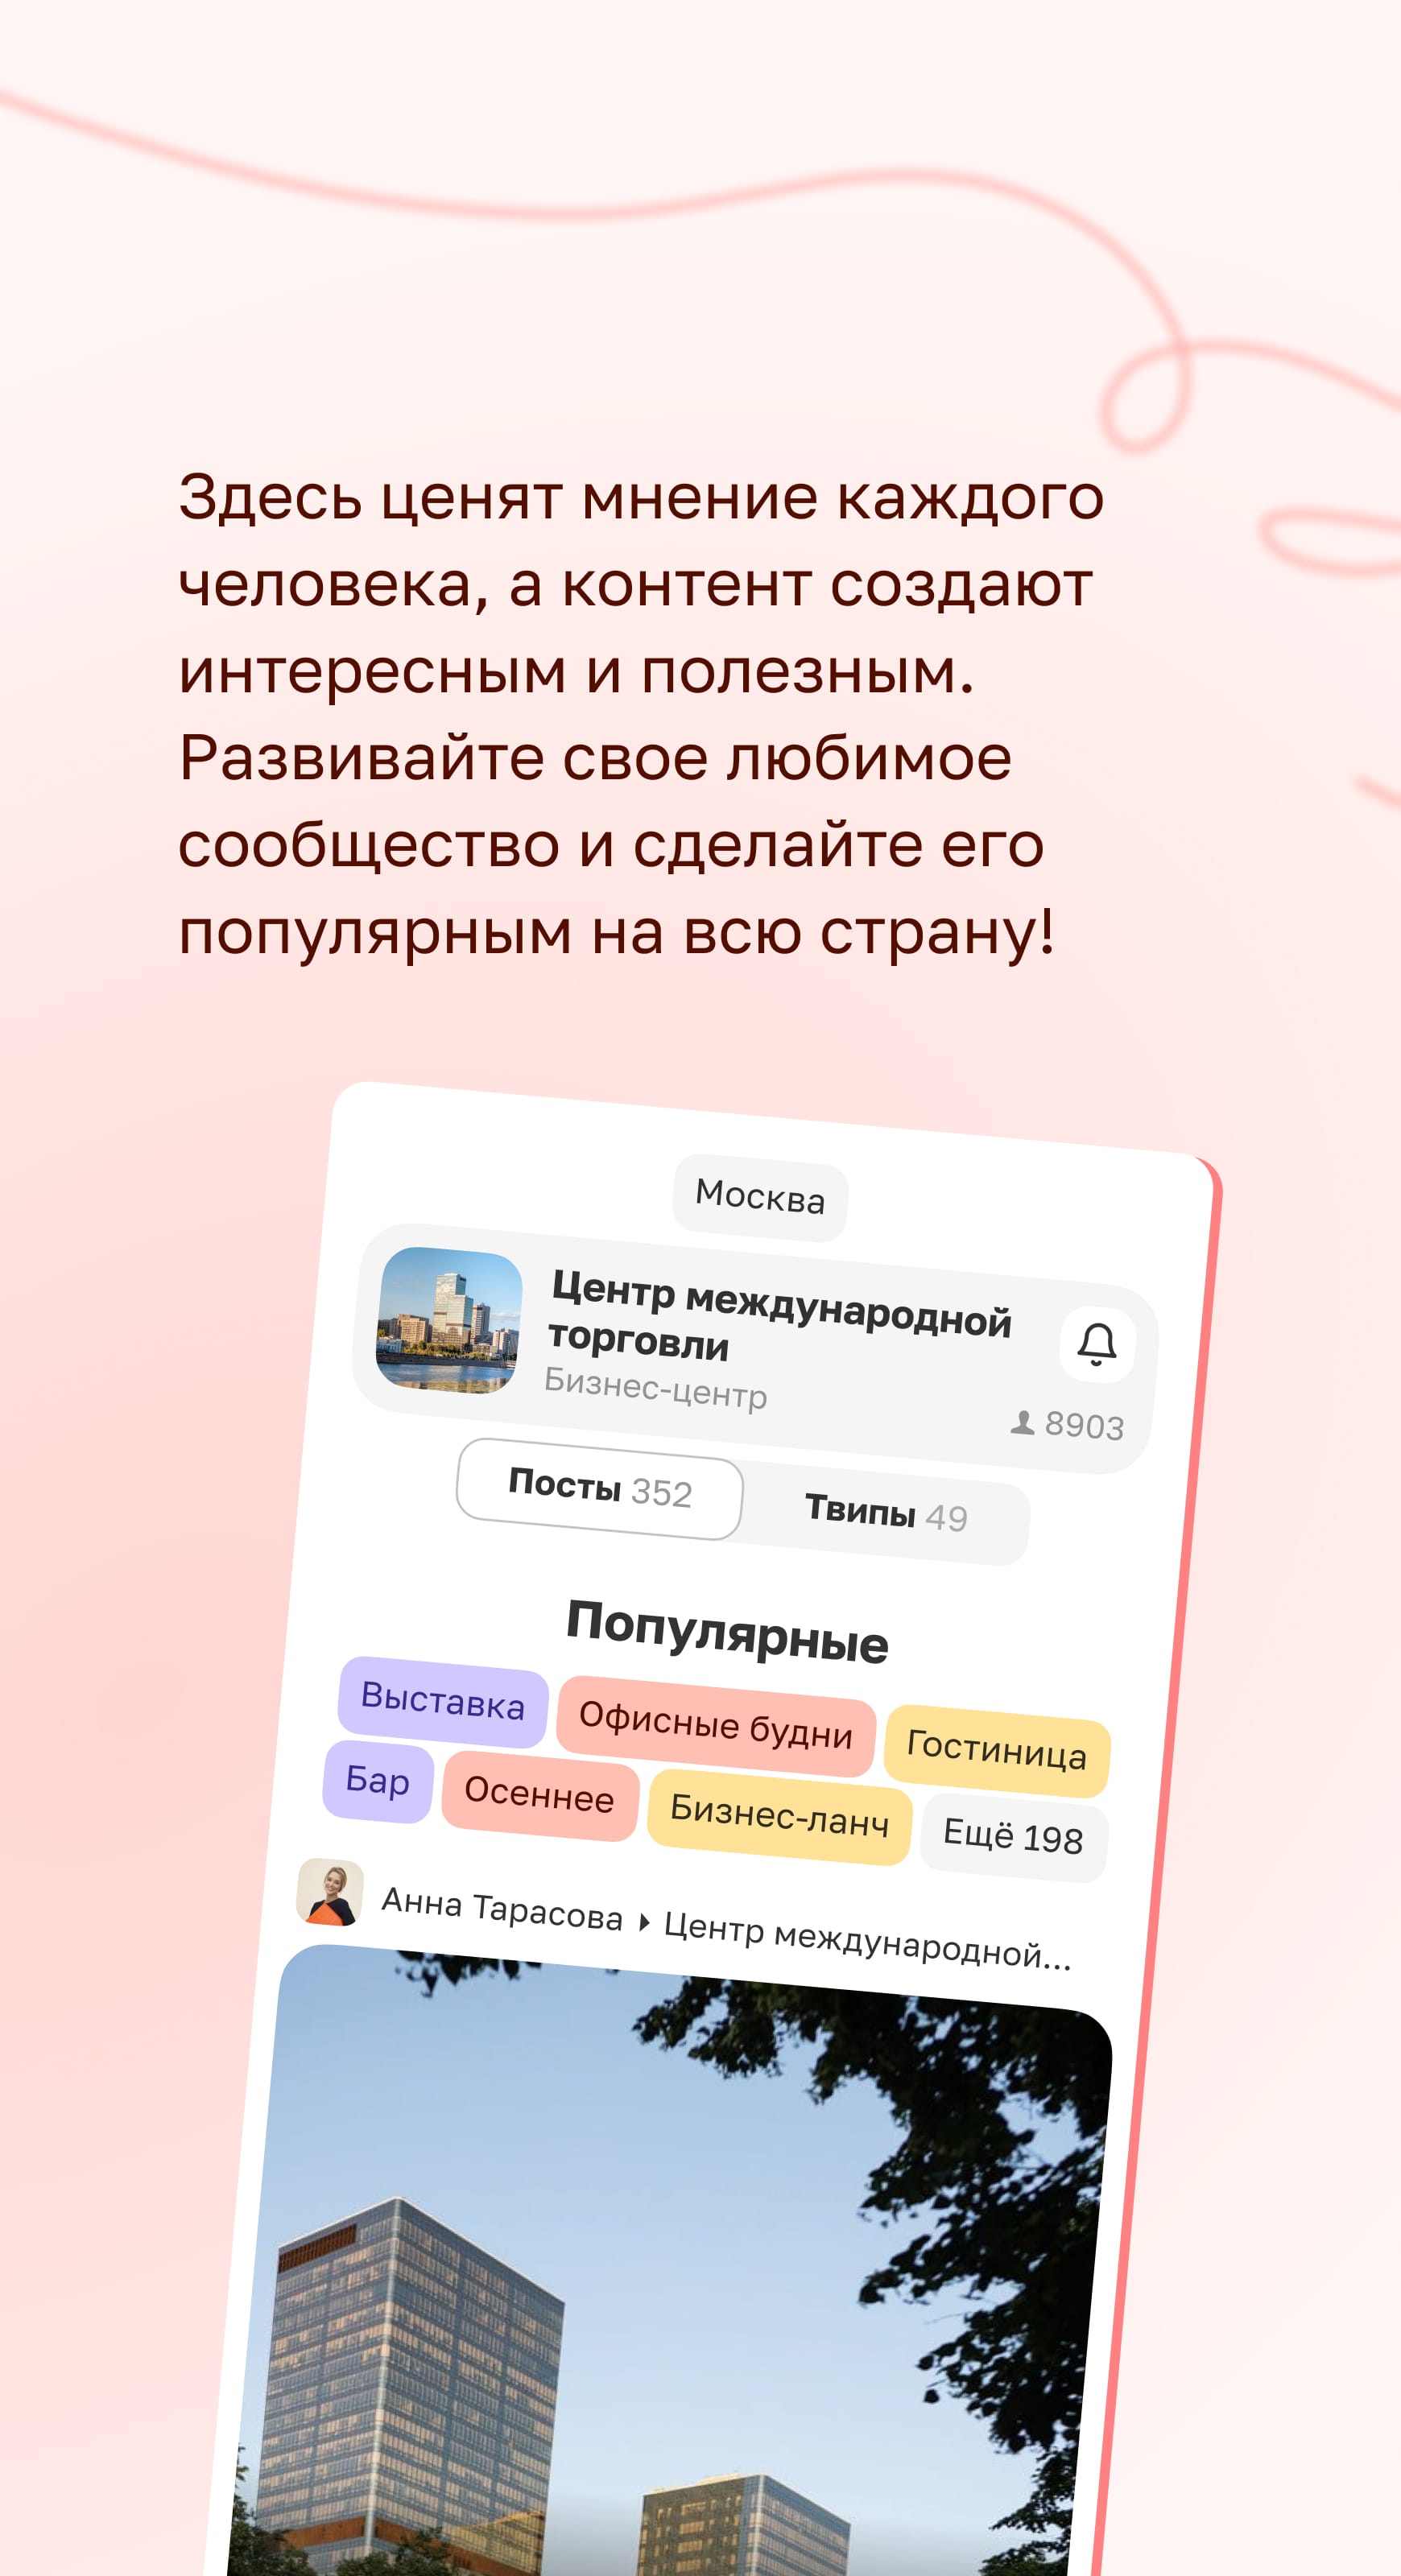 Здесь ценят мнение каждого
человека, а контент создают
интересным и полезным.
Развивайте свое любимое
сообщество и сделайте его
популярным на всю страну!
Москва
Центр международной
торговли
Бизнес-центр
8903
Посты 352 Твипы 49
Популярные
Выставка Офисные будни Гостиница
Бар Осеннее Бизнес-ланч Ещё 198
Анна Тарасова Центр международной...